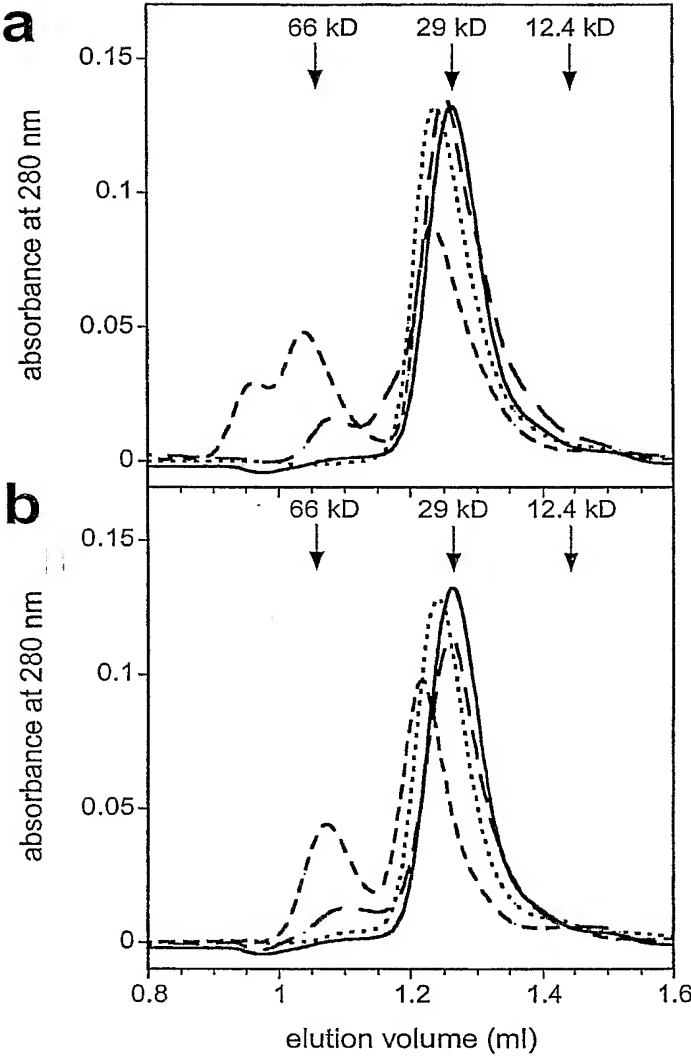 a
66 kD 29 kD 12.4 kD
0.15
0.1
0.05
0
absorbance at 280 nm
b
66 kD 29 kD 12.4 kD
0.15
0.1
0.05
0
absorbance at 280 nm
0.8 1 1.2 1.4 1.6
elution volume (ml)